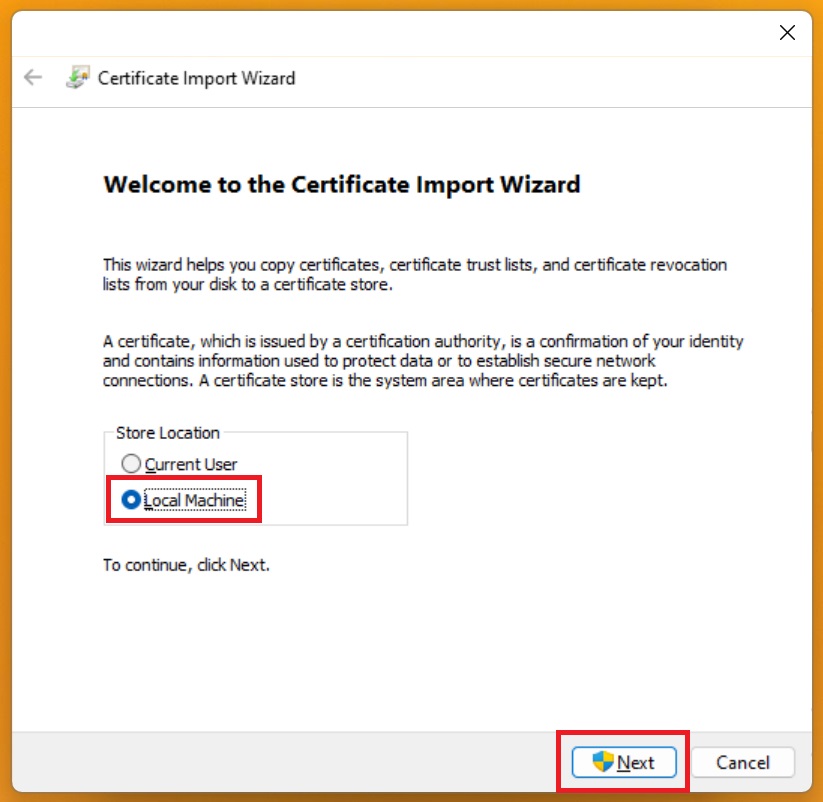 Certificate Import Wizard
Welcome to the Certificate Import Wizard
This wizard helps you copy certificates, certificate trust lists, and certificate revocation
lists from your disk to a certificate store.
A certificate, which is issued by a certification authority, is a confirmation of your identity
and contains information used to protect data or to establish secure network
connections. A certificate store is the system area where certificates are kept.
Store Location
Current User
Local Machine
To continue, click Next.
Next
Cancel